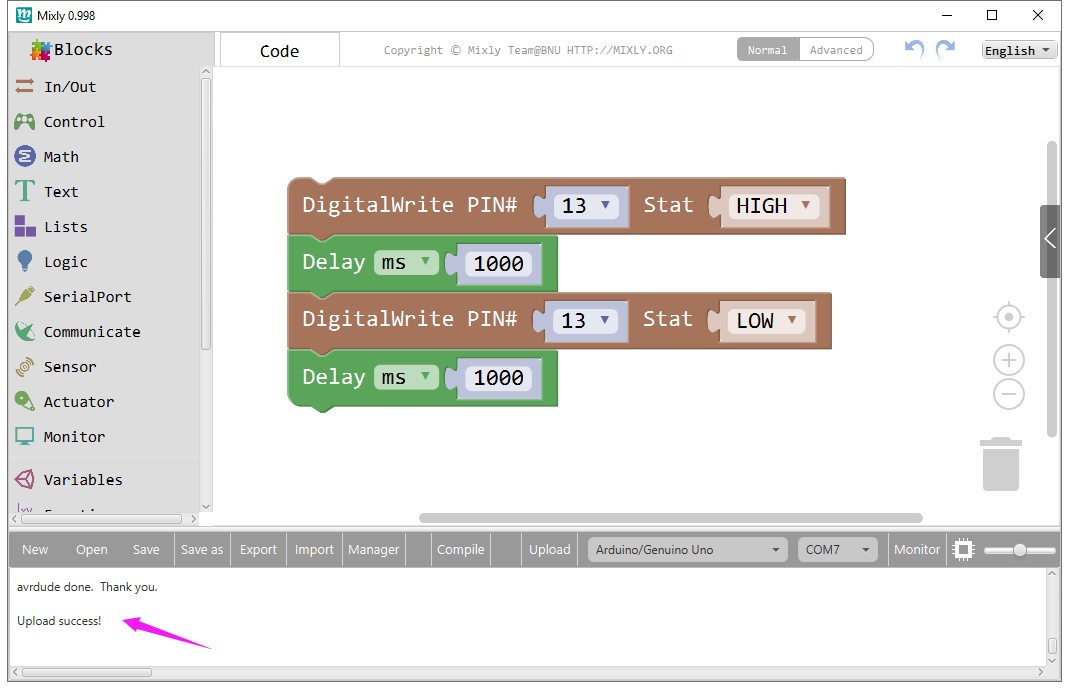 Mixly 0.998
Blocks
Code
Copyright © Mixly Team@BNU HTTP://MIXLY.ORG
Normal
Advanced
English
In/Out
Control
Math
Text
Lists
Logic
SerialPort
Communicate
Sensor
Actuator
Monitor
Variables
DigitalWrite PIN# 13 Stat HIGH
Delay ms 1000
DigitalWrite PIN# 13 Stat LOW
Delay ms 1000
New Open Save Save as Export Import Manager Compile Upload Arduino/Genuino Uno COM7 Monitor
avrdude done. Thank you.
Upload success!